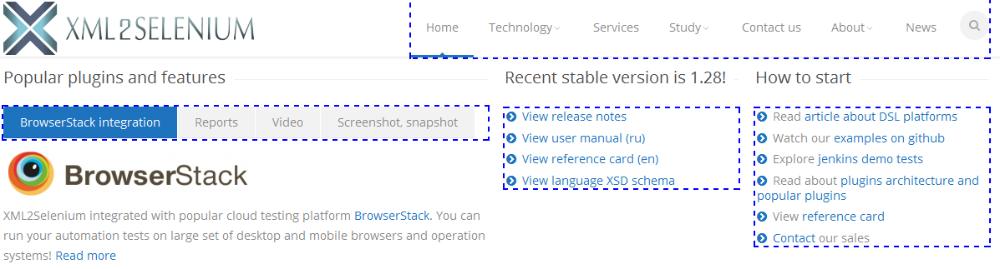 XML2SELENIUM
Home Technology Services Study Contact us About News
Popular plugins and features
BrowserStack integration Reports Video Screenshot, snapshot
BrowserStack
XML2Selenium integrated with popular cloud testing platform BrowserStack. You can
run your automation tests on large set of desktop and mobile browsers and operation
systems! Read more
Recent stable version is 1.28!
View release notes
View user manual (ru)
View reference card (en)
View language XSD schema
How to start
Read article about DSL platforms
Watch our examples on github
Explore jenkins demo tests
Read about plugins architecture and
popular plugins
View reference card
Contact our sales